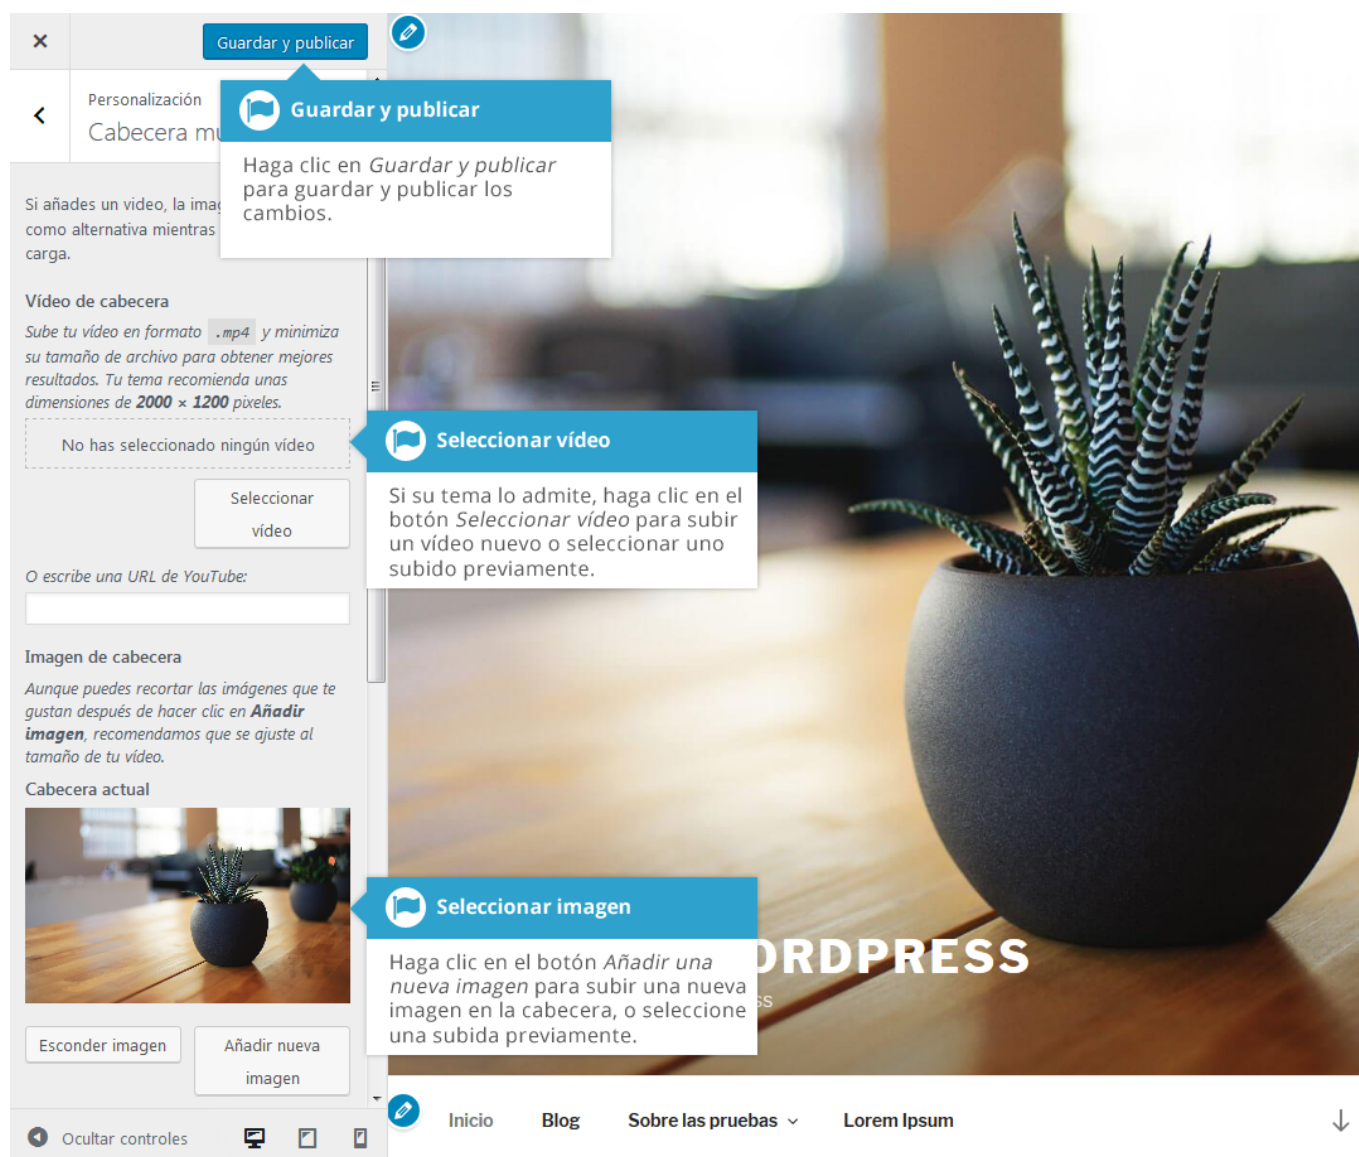 Guardar y publicar
Personalización
Cabecera mu
Guardar y publicar
Haga clic en Guardar y publicar
para guardar y publicar los
cambios.
Si añades un video, la imag
como alternativa mientras
carga.
Vídeo de cabecera
Sube tu vídeo en formato .mp4 y minimiza
su tamaño de archivo para obtener mejores
resultados. Tu tema recomienda unas
dimensiones de 2000 × 1200 pixeles.
No has seleccionado ningún vídeo
Seleccionar
vídeo
Seleccionar vídeo
Si su tema lo admite, haga clic en el
botón Seleccionar vídeo para subir
un vídeo nuevo o seleccionar uno
subido previamente.
O escribe una URL de YouTube:
Imagen de cabecera
Aunque puedes recortar las imágenes que te
gustan después de hacer clic en Añadir
imagen, recomendamos que se ajuste al
tamaño de tu vídeo.
Cabecera actual
Seleccionar imagen
Haga clic en el botón Añadir una
nueva imagen para subir una nueva
imagen en la cabecera, o seleccione
una subida previamente.
ORDPRESS
ss
Esconder imagen
Añadir nueva
imagen
Ocultar controles
Inicio Blog Sobre las pruebas Lorem Ipsum